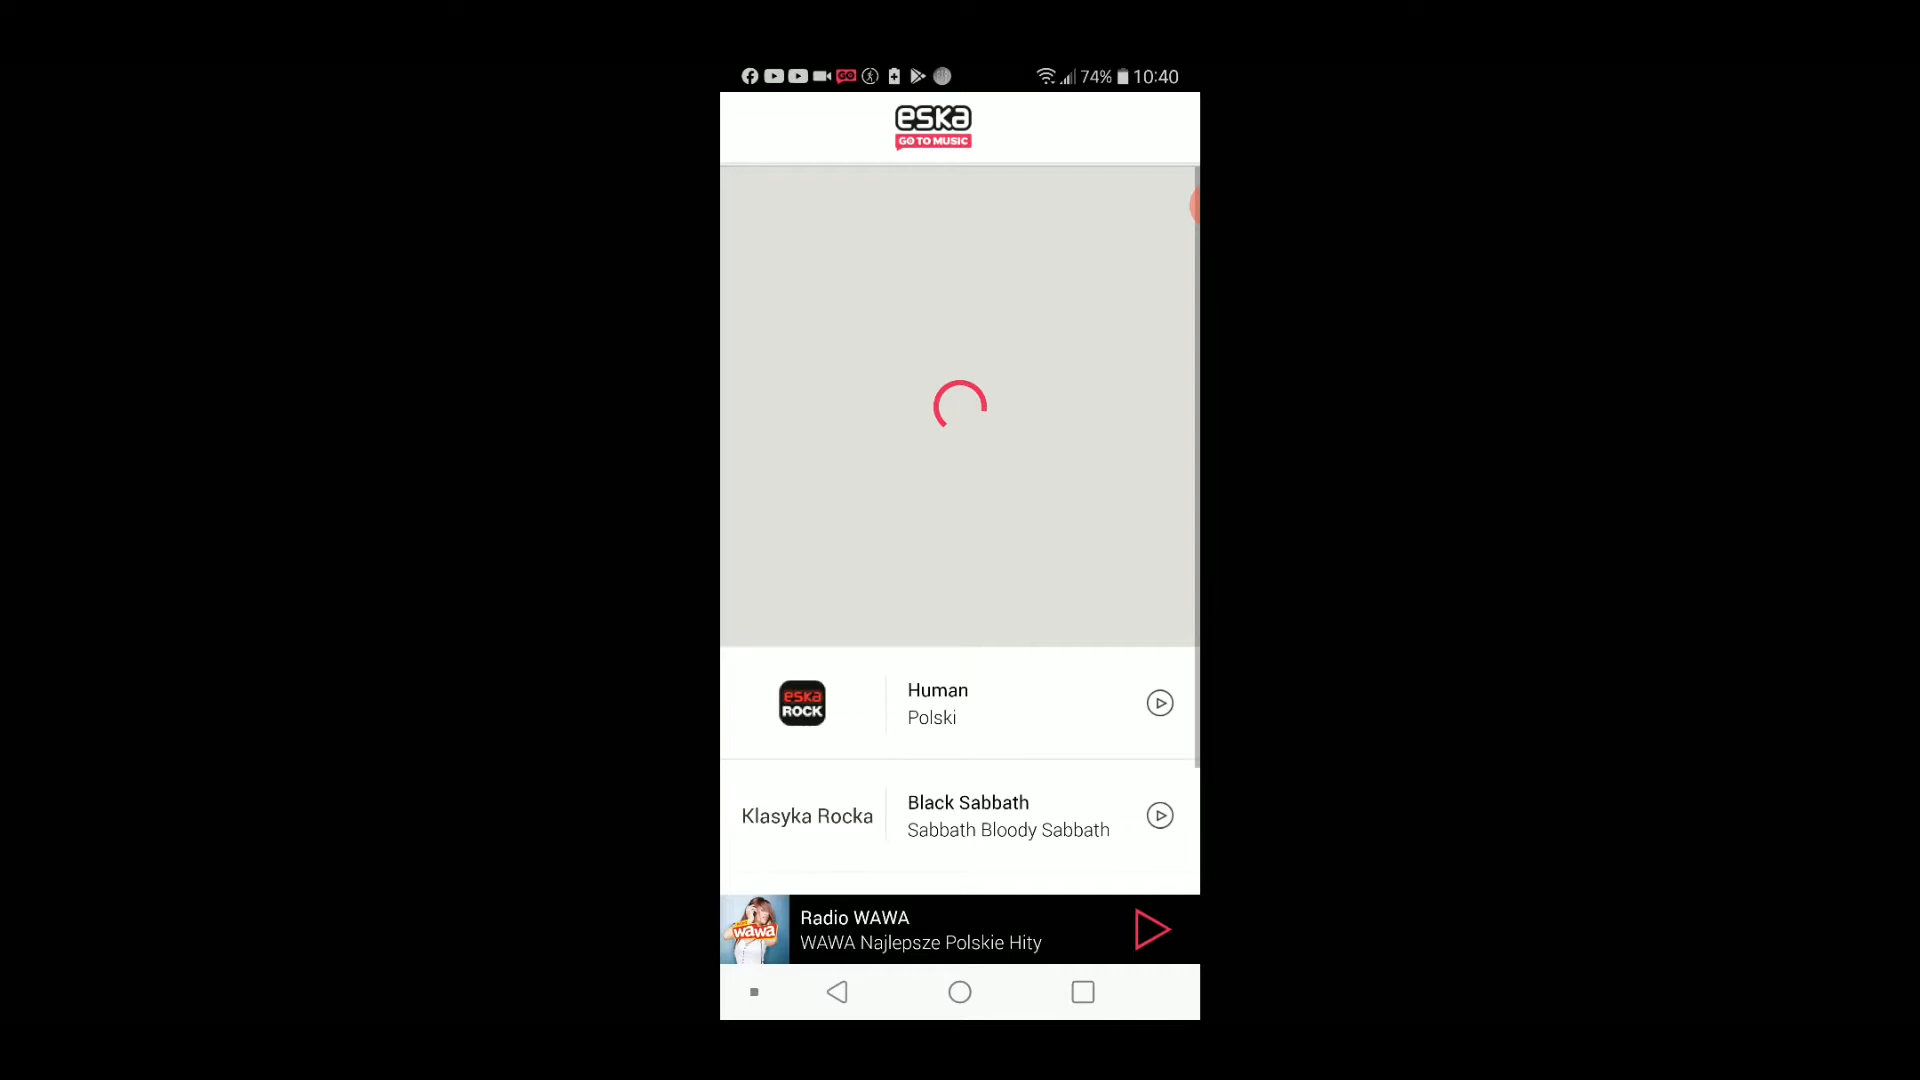 GO 74% 10:40
eska
GO TO MUSIC
eska
ROCK
Human
Polski
Klasyka Rocka
Black Sabbath
Sabbath Bloody Sabbath
wawa
Radio WAWA
WAWA Najlepsze Polskie Hity